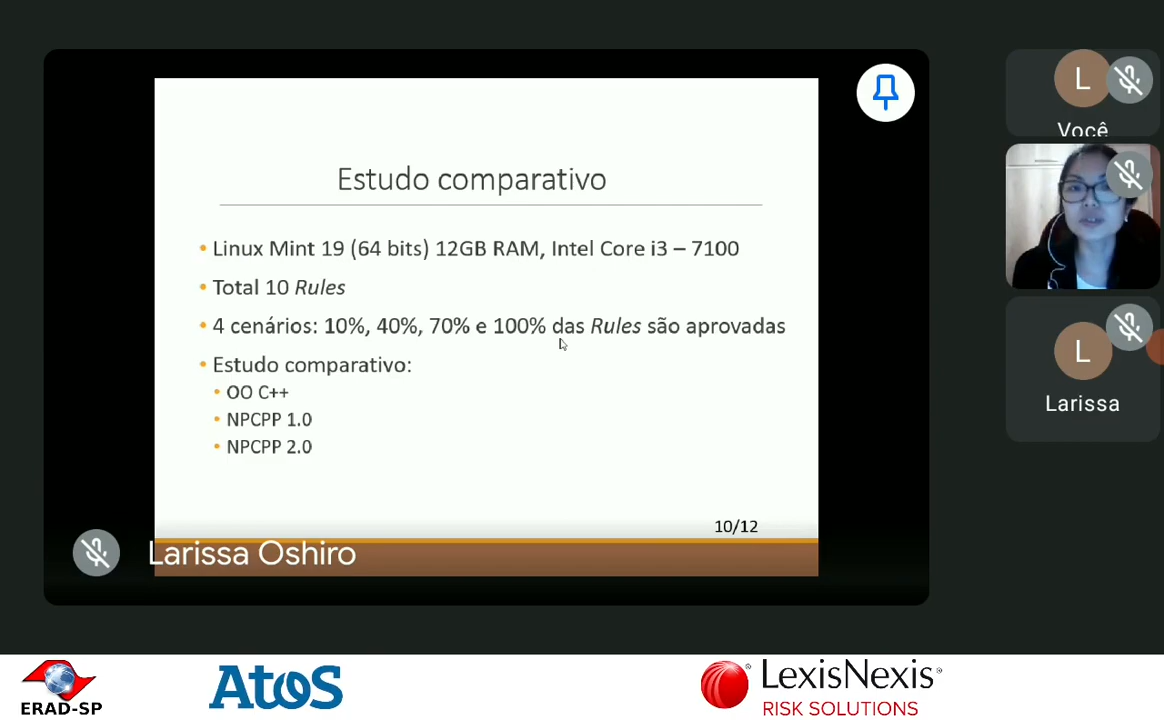 Estudo comparativo
• Linux Mint 19 (64 bits) 12GB RAM, Intel Core i3 – 7100
• Total 10 Rules
• 4 cenários: 10%, 40%, 70% e 100% das Rules são aprovadas
• Estudo comparativo:
• OO C++
• NPCPP 1.0
• NPCPP 2.0
10/12
Larissa Oshiro
L
Você
L
Larissa
ERAD-SP
Atos
LexisNexis®
RISK SOLUTIONS